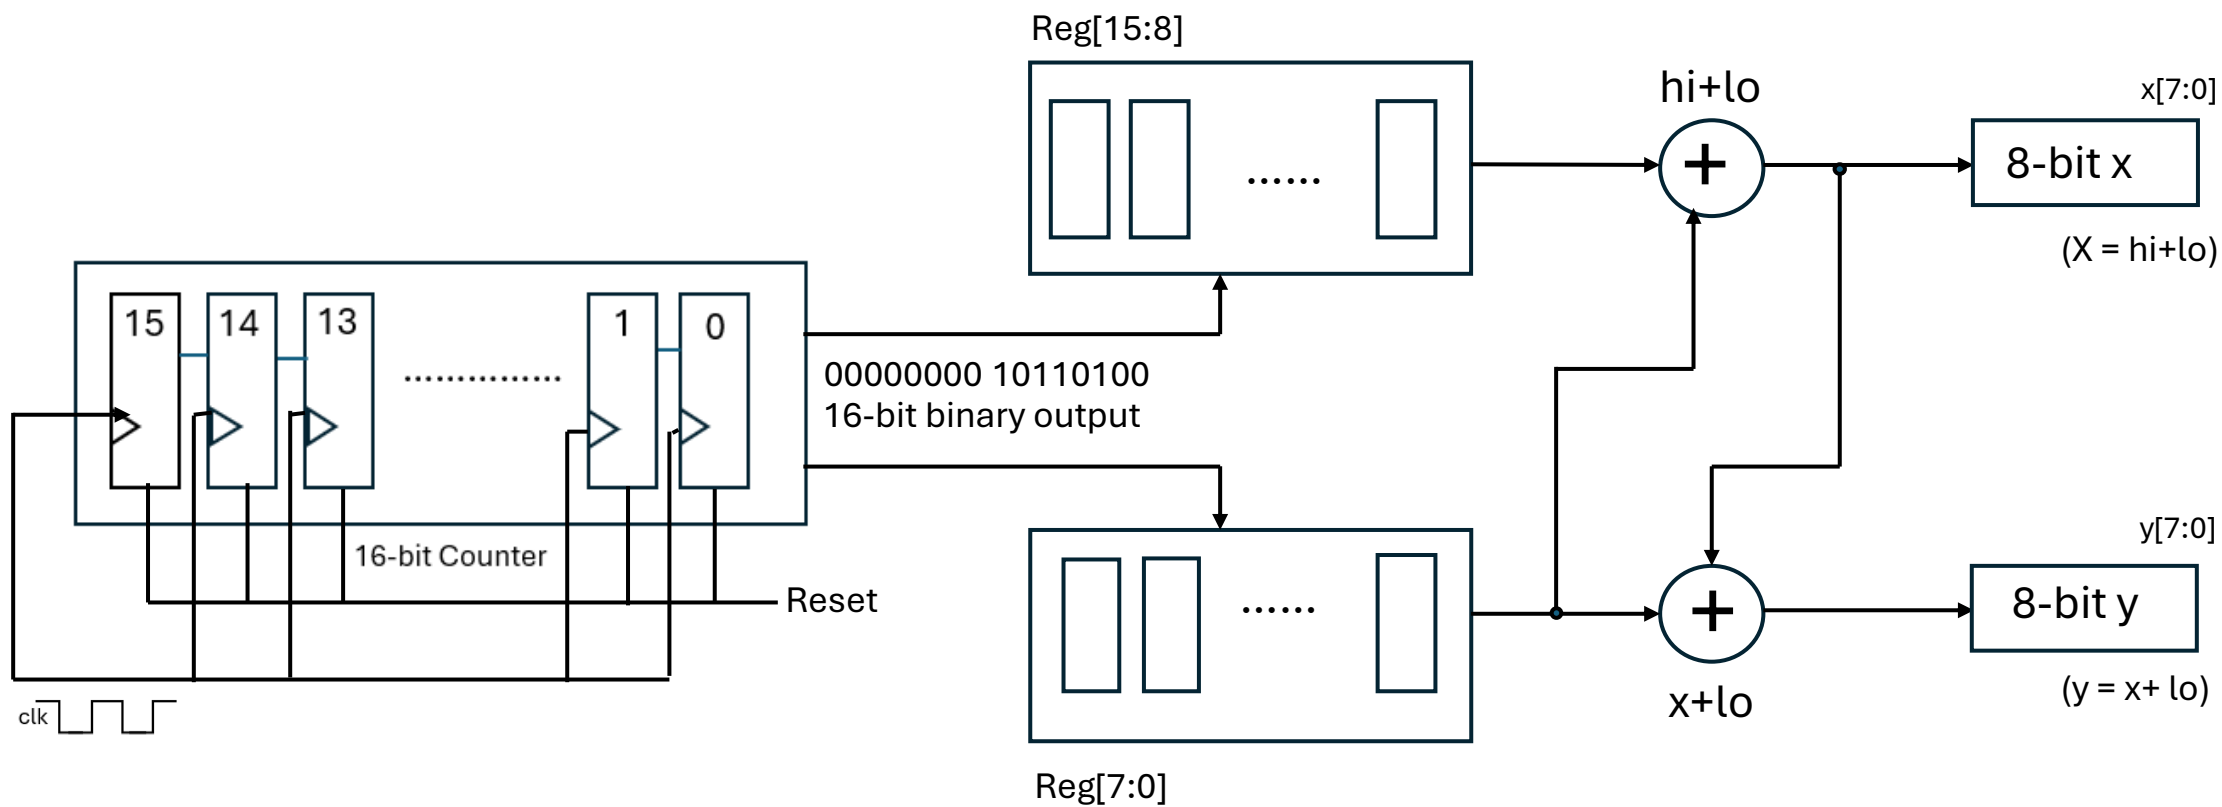 Reg[15:8]
hi+lo
x[7:0]
8-bit x
(X = hi+lo)
15 14 13 ............... 1 0
......
00000000 10110100
16-bit binary output
16-bit Counter
Reset
clk
......
y[7:0]
8-bit y
(y = x+ lo)
x+lo
Reg[7:0]
+
+